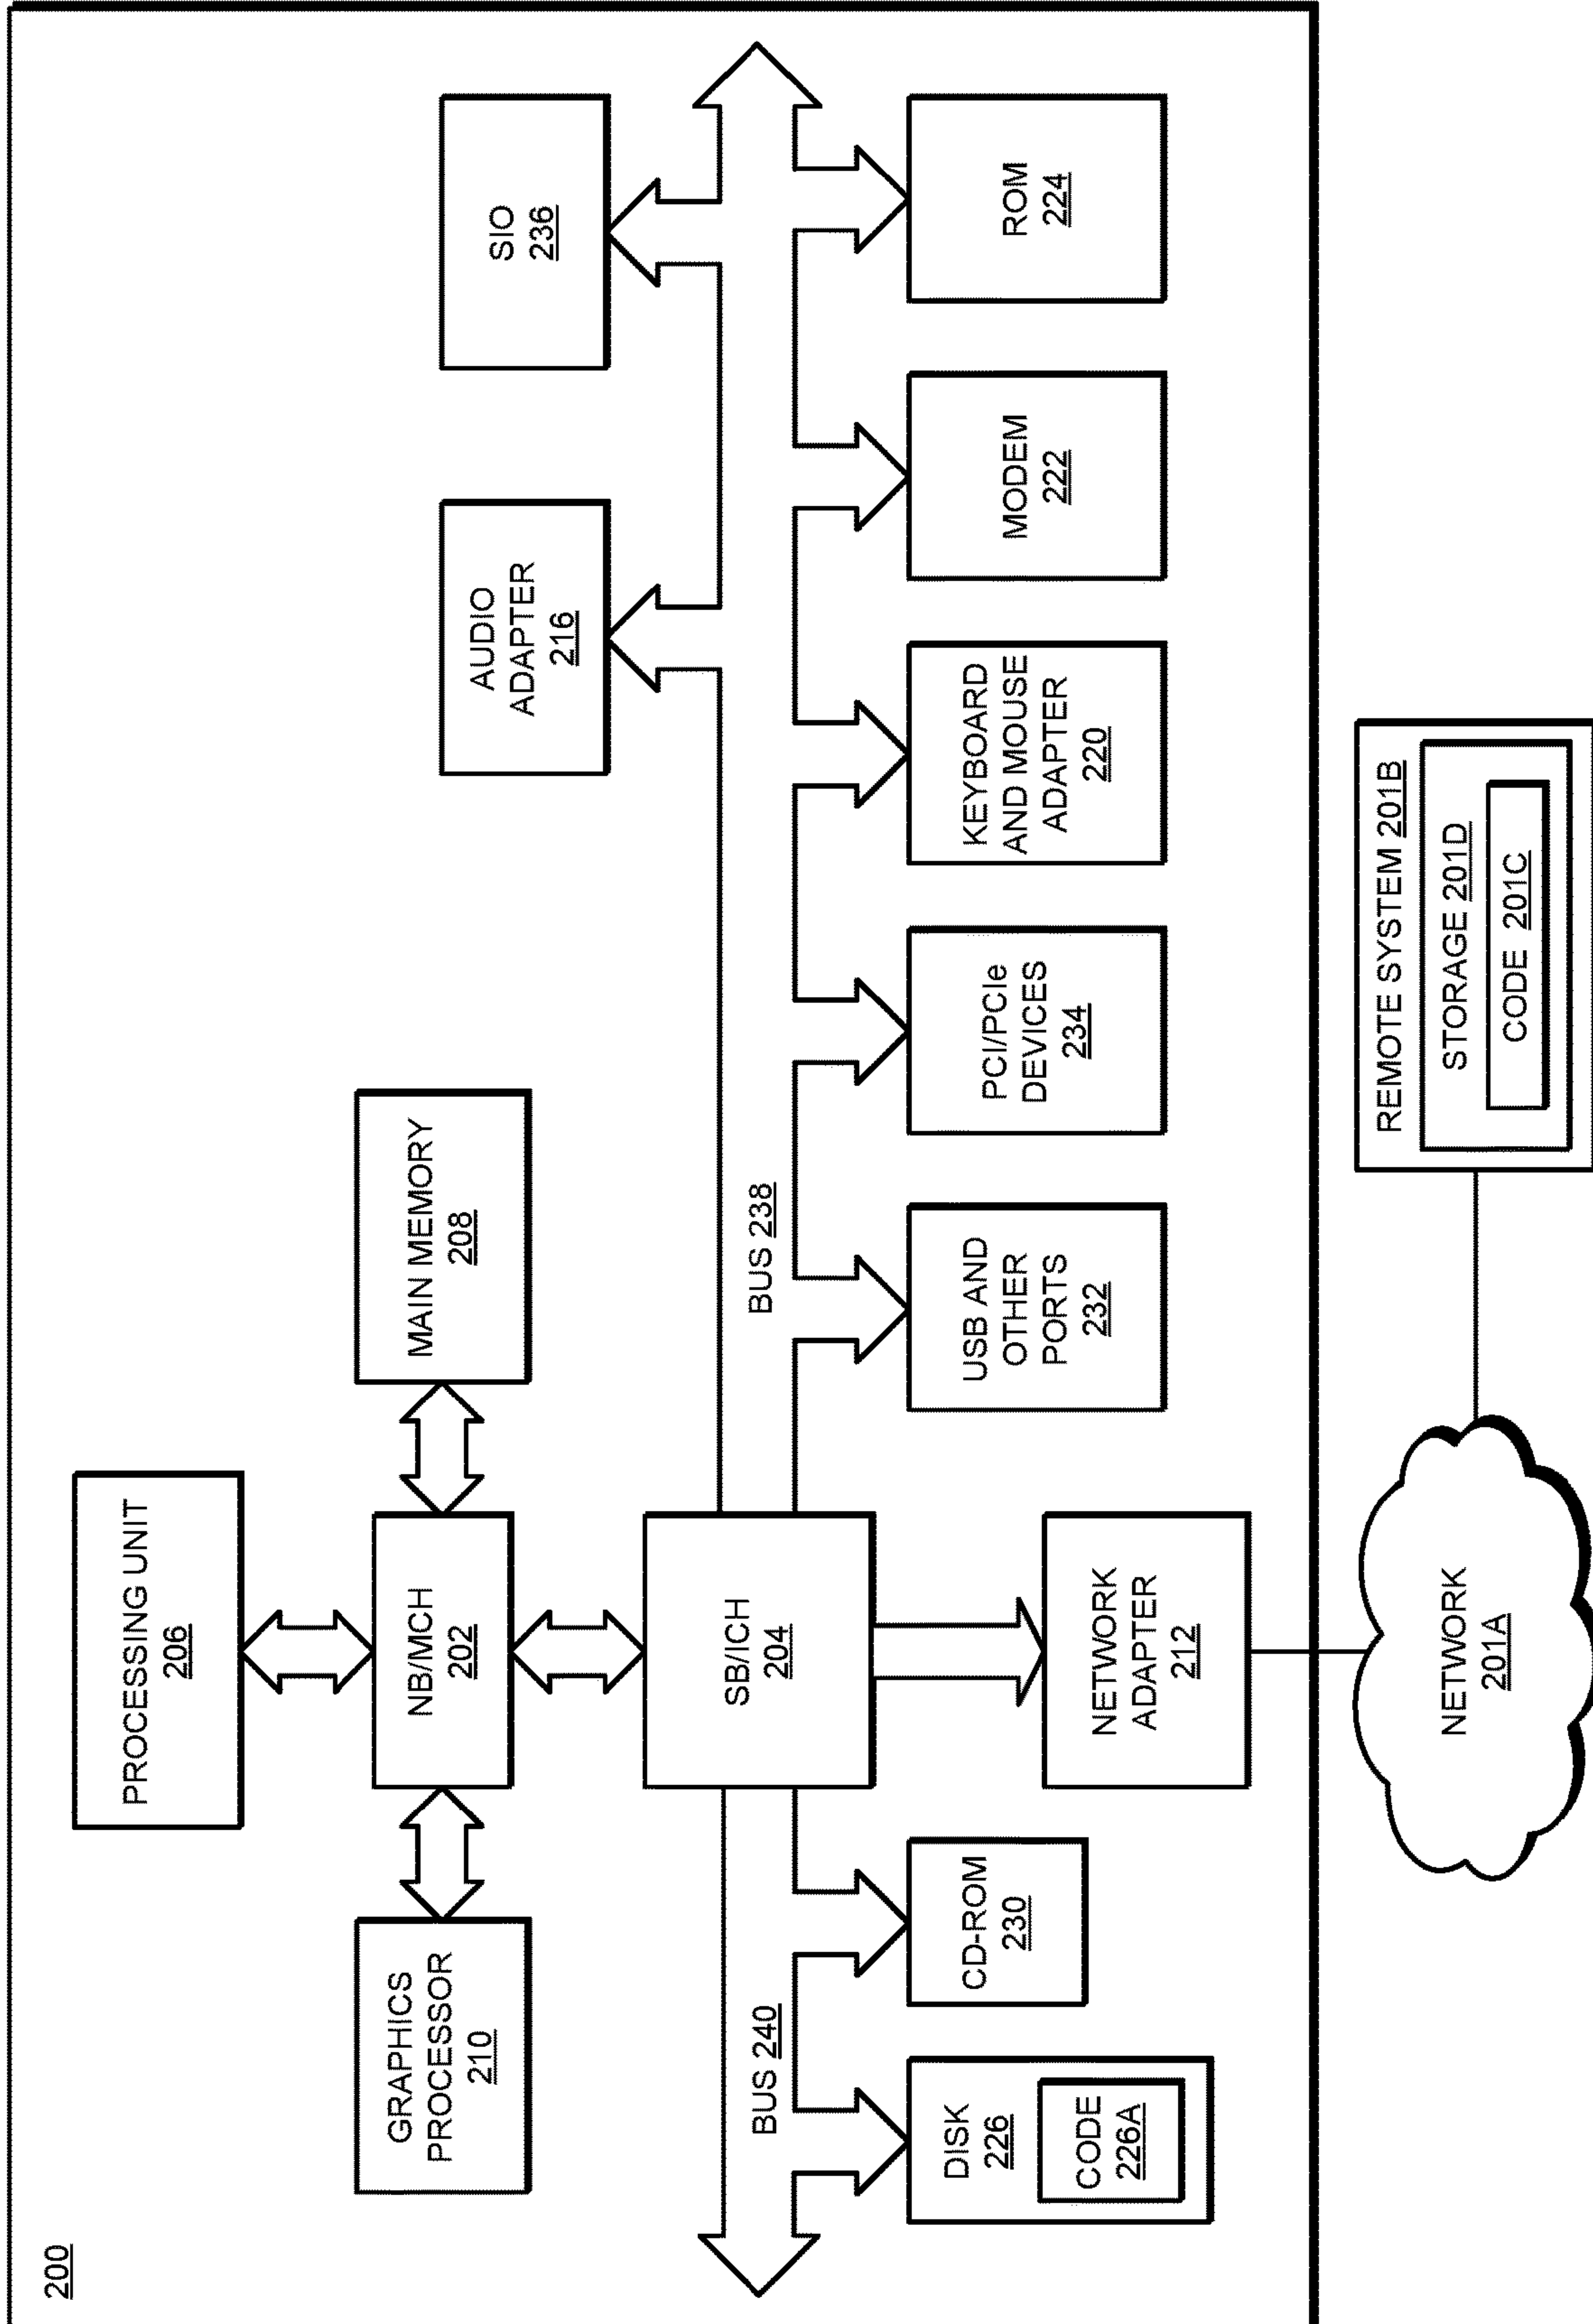 200
PROCESSING UNIT
206
GRAPHICS
PROCESSOR
210
NB/MCH
202
MAIN MEMORY
208
AUDIO
ADAPTER
216
SIO
236
SB/ICH
204
BUS 240
BUS 238
DISK
226
CODE
226A
CD-ROM
230
NETWORK
ADAPTER
212
USB AND
OTHER
PORTS
232
PCI/PCIe
DEVICES
234
KEYBOARD
AND MOUSE
ADAPTER
220
MODEM
222
ROM
224
NETWORK
201A
REMOTE SYSTEM 201B
STORAGE 201D
CODE 201C